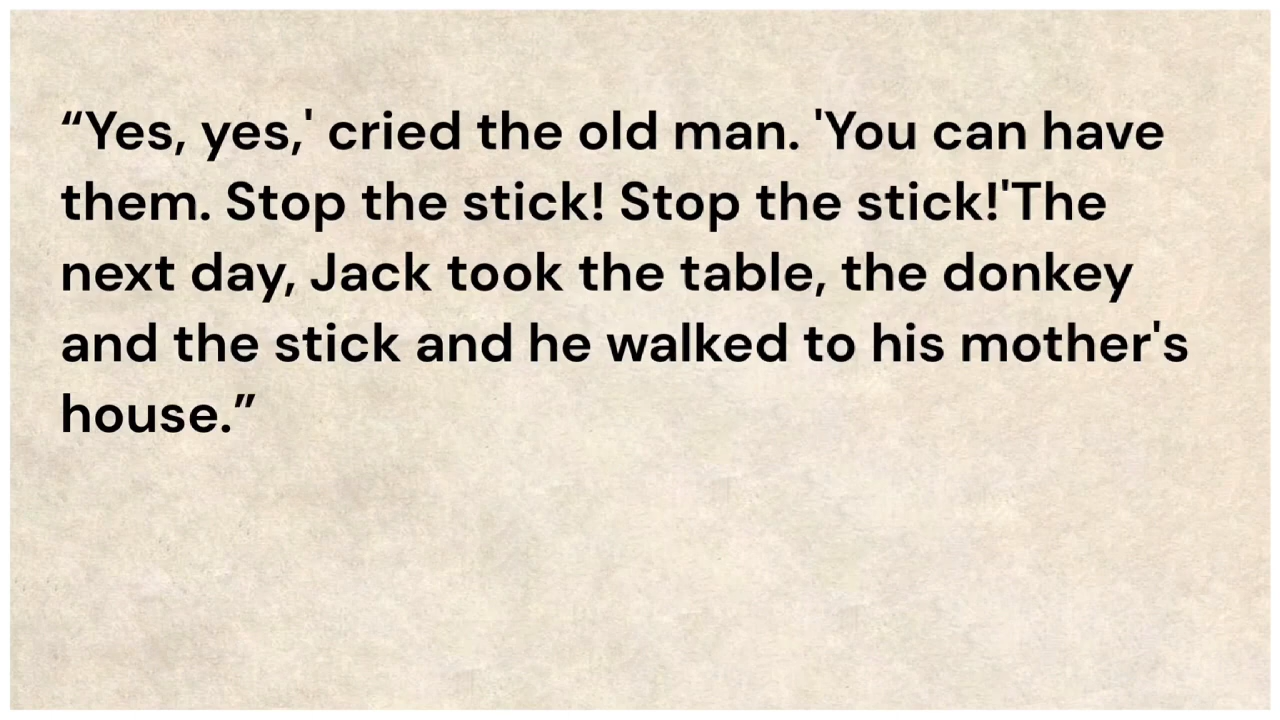 “Yes, yes,' cried the old man. 'You can have
them. Stop the stick! Stop the stick!'The
next day, Jack took the table, the donkey
and the stick and he walked to his mother's
house.”